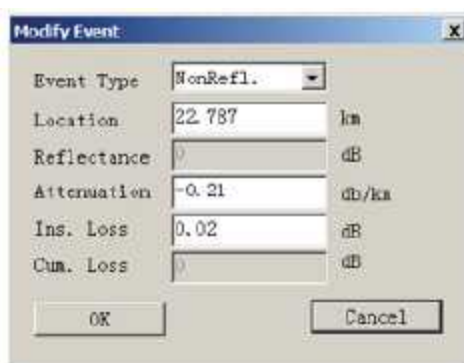 Modify Event
Event Type NonRefl.
Location 22.787 km
Reflectance 0 dB
Attenuation -0.21 db/km
Ins. Loss 0.02 dB
Cum. Loss 0 dB
OK Cancel